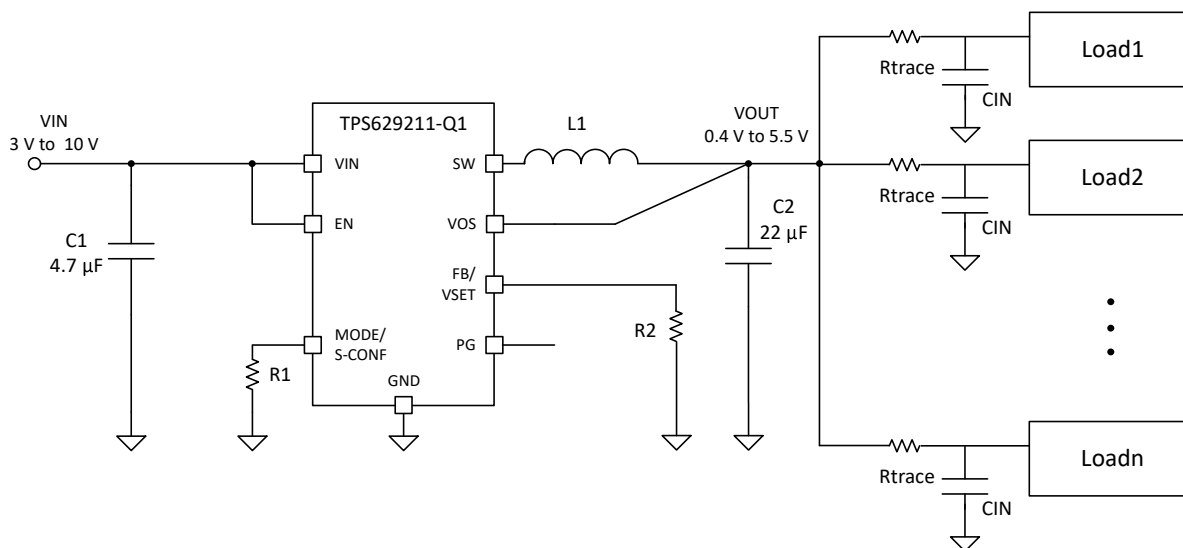 VIN
3 V to 10 V
C1
4.7 µF
TPS629211-Q1
VIN
EN
MODE/
S-CONF
GND
SW
VOS
FB/
VSET
PG
R1
L1
R2
VOUT
0.4 V to 5.5 V
C2
22 µF
Rtrace
CIN
Load1
Rtrace
CIN
Load2
Rtrace
CIN
Loadn